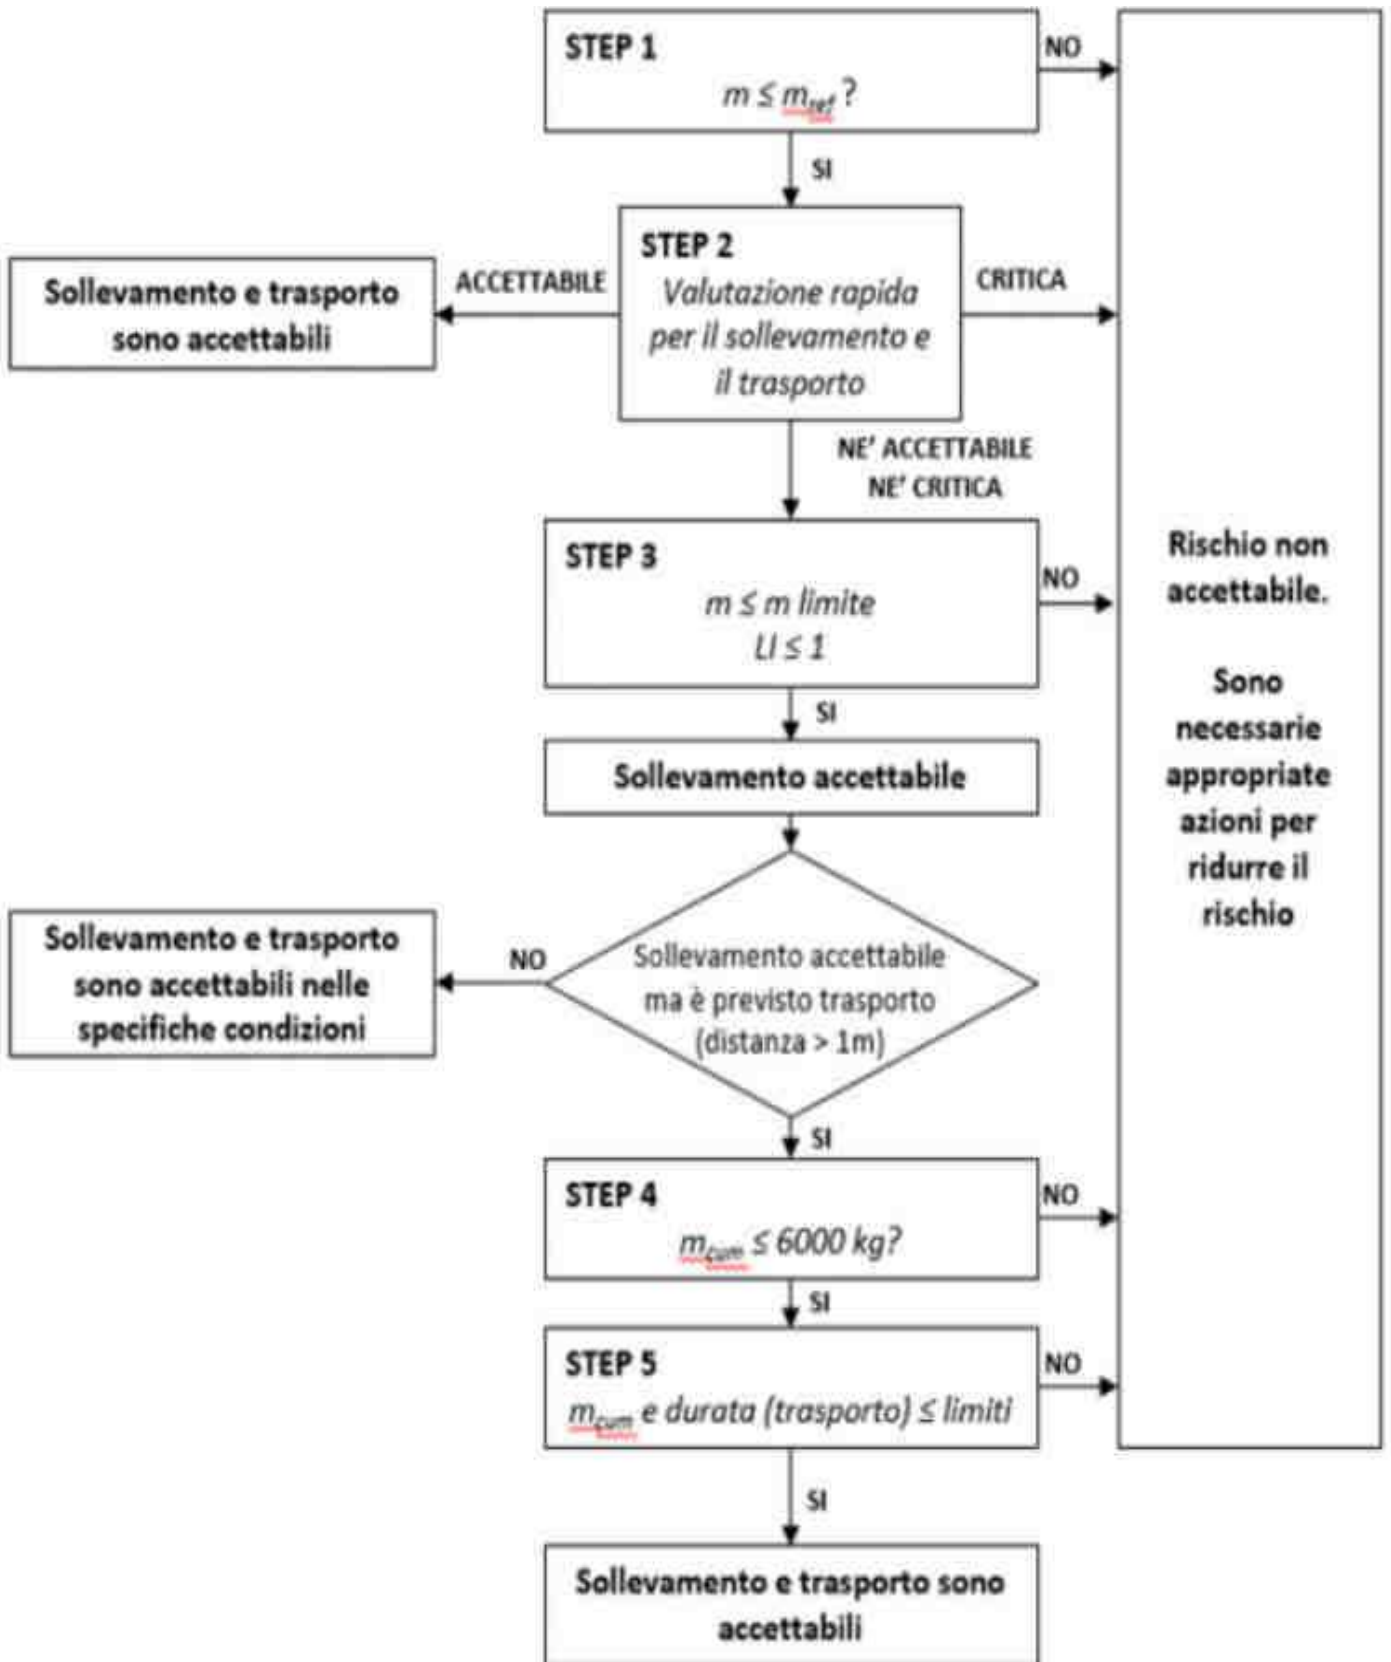 STEP 1
NO
m ≤ mref ?
SI
STEP 2
Valutazione rapida
per il sollevamento e
il trasporto
ACCETTABILE
CRITICA
Sollevamento e trasporto
sono accettabili
NE' ACCETTABILE
NE' CRITICA
STEP 3
NO
m ≤ m limite
LI ≤ 1
SI
Rischio non
accettabile.
Sono
necessarie
appropriate
azioni per
ridurre il
rischio
Sollevamento accettabile
Sollevamento accettabile
ma è previsto trasporto
(distanza > 1m)
NO
Sollevamento e trasporto
sono accettabili nelle
specifiche condizioni
SI
STEP 4
NO
mcum ≤ 6000 kg?
SI
STEP 5
NO
mcum e durata (trasporto) ≤ limiti
SI
Sollevamento e trasporto sono
accettabili